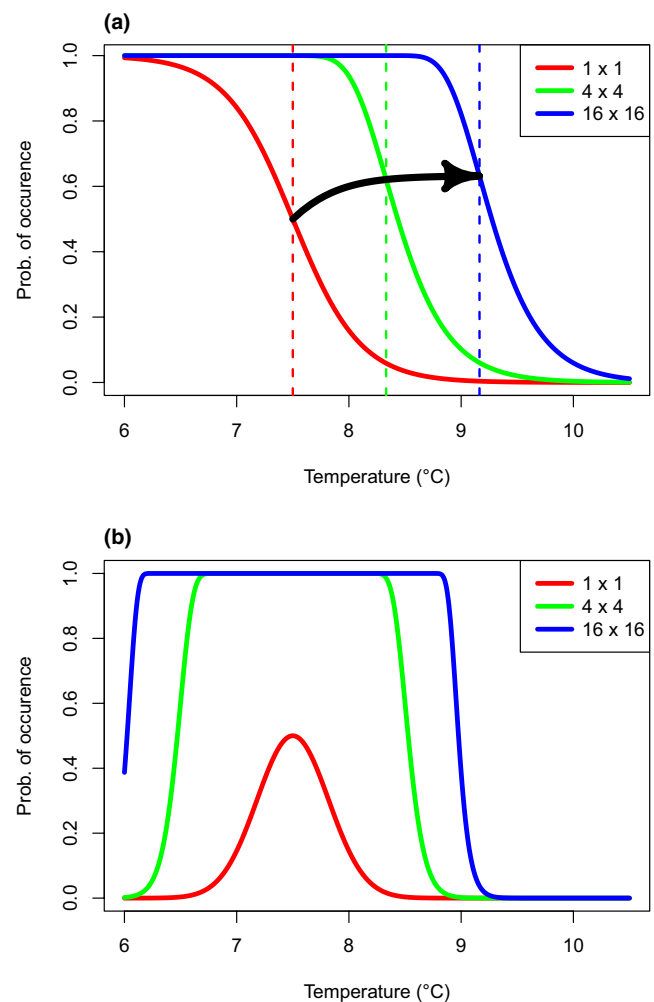 (a)
1.0
0.8
0.6
0.4
0.2
0.0
Prob. of occurence
1 x 1
4 x 4
16 x 16
6 7 8 9 10
Temperature (°C)
(b)
1.0
0.8
0.6
0.4
0.2
0.0
Prob. of occurence
1 x 1
4 x 4
16 x 16
6 7 8 9 10
Temperature (°C)